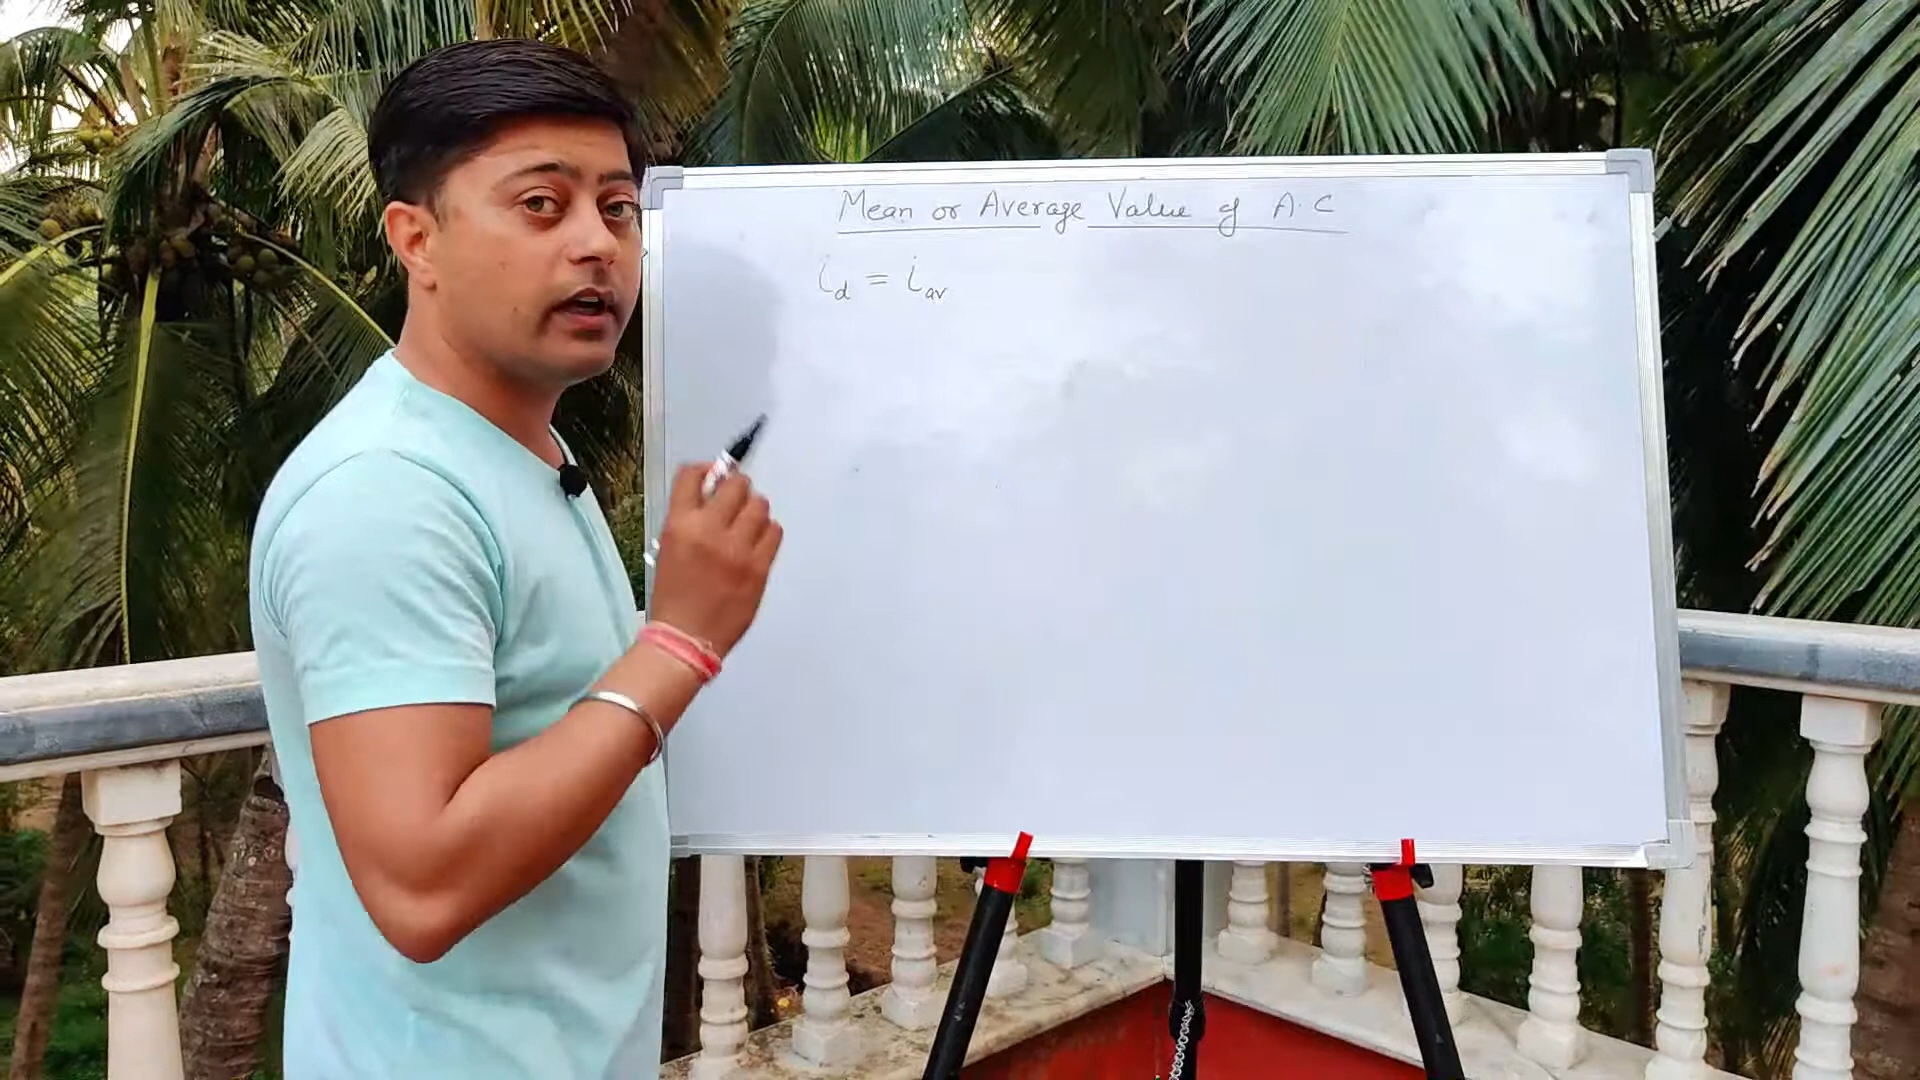 Mean or Average Value of A.C
i_d = i_av